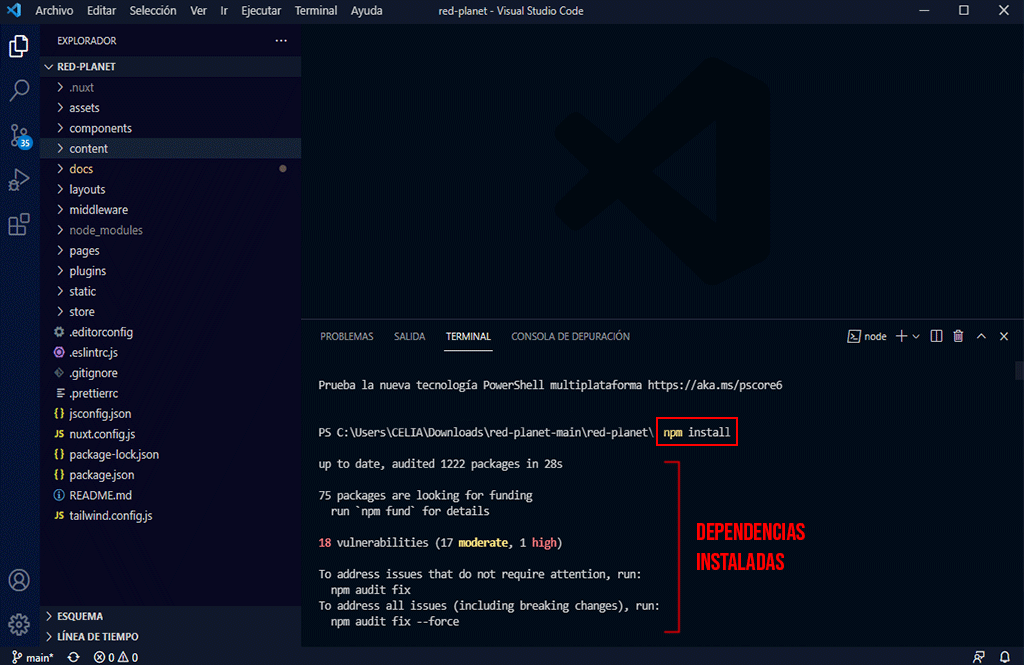 Archivo Editar Selección Ver Ir Ejecutar Terminal Ayuda red-planet - Visual Studio Code
EXPLORADOR ...
RED-PLANET
.nuxt
assets
components
content
docs
layouts
middleware
node_modules
pages
plugins
static
store
.editorconfig
.eslintrc.js
.gitignore
.prettierrc
{} jsconfig.json
JS nuxt.config.js
{} package-lock.json
{} package.json
README.md
JS tailwind.config.js
35
ESQUEMA
LÍNEA DE TIEMPO
PROBLEMAS SALIDA TERMINAL CONSOLA DE DEPURACIÓN node
Prueba la nueva tecnología PowerShell multiplataforma https://aka.ms/pscore6
PS C:\Users\CELIA\Downloads\red-planet-main\red-planet\ npm install
up to date, audited 1222 packages in 28s
75 packages are looking for funding
run `npm fund` for details
18 vulnerabilities (17 moderate, 1 high)
To address issues that do not require attention, run:
npm audit fix
To address all issues (including breaking changes), run:
npm audit fix --force
DEPENDENCIAS
INSTALADAS
main* 0 0